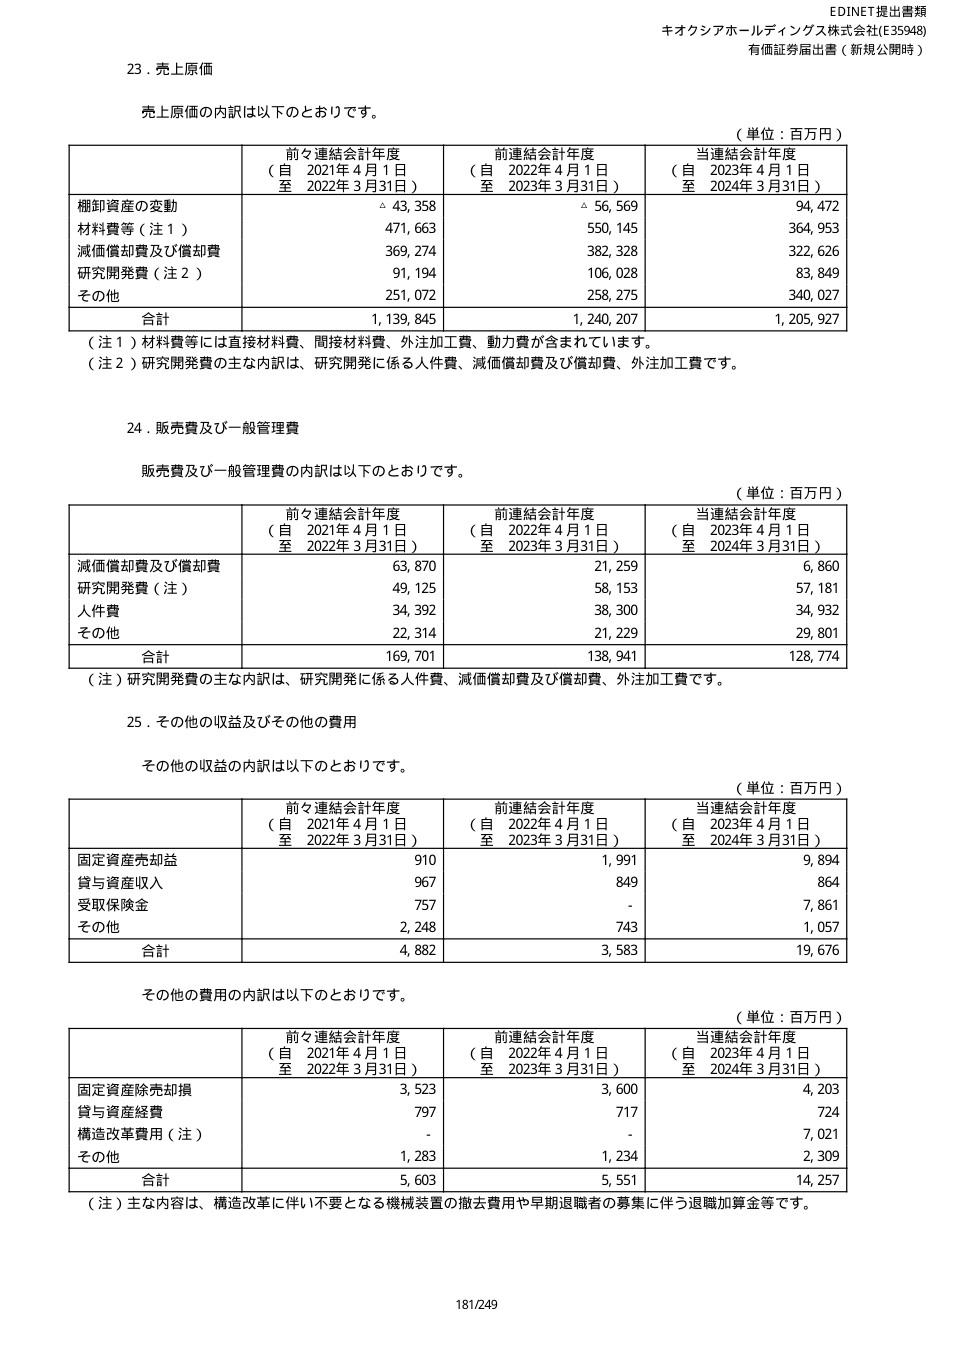 EDINET提出書類
キオクシアホールディングス株式会社(E35948)
有価証券届出書（新規公開時）
23．売上原価
売上原価の内訳は以下のとおりです。
（単位：百万円）
前々連結会計年度 前連結会計年度 当連結会計年度
（自 2021年４月１日 （自 2022年４月１日 （自 2023年４月１日
至 2022年３月31日） 至 2023年３月31日） 至 2024年３月31日）
棚卸資産の変動 △43,358 △56,569 94,472
材料費等（注１） 471,663 550,145 364,953
減価償却費及び償却費 369,274 382,328 322,626
研究開発費（注２） 91,194 106,028 83,849
その他 251,072 258,275 340,027
合計 1,139,845 1,240,207 1,205,927
（注１）材料費等には直接材料費、間接材料費、外注加工費、動力費が含まれています。
（注２）研究開発費の主な内訳は、研究開発に係る人件費、減価償却費及び償却費、外注加工費です。
24．販売費及び一般管理費
販売費及び一般管理費の内訳は以下のとおりです。
（単位：百万円）
前々連結会計年度 前連結会計年度 当連結会計年度
（自 2021年４月１日 （自 2022年４月１日 （自 2023年４月１日
至 2022年３月31日） 至 2023年３月31日） 至 2024年３月31日）
減価償却費及び償却費 63,870 21,259 6,860
研究開発費（注） 49,125 58,153 57,181
人件費 34,392 38,300 34,932
その他 22,314 21,229 29,801
合計 169,701 138,941 128,774
（注）研究開発費の主な内訳は、研究開発に係る人件費、減価償却費及び償却費、外注加工費です。
25．その他の収益及びその他の費用
その他の収益の内訳は以下のとおりです。
（単位：百万円）
前々連結会計年度 前連結会計年度 当連結会計年度
（自 2021年４月１日 （自 2022年４月１日 （自 2023年４月１日
至 2022年３月31日） 至 2023年３月31日） 至 2024年３月31日）
固定資産売却益 910 1,991 9,894
貸与資産収入 967 849 864
受取保険金 757 - 7,861
その他 2,248 743 1,057
合計 4,882 3,583 19,676
その他の費用の内訳は以下のとおりです。
（単位：百万円）
前々連結会計年度 前連結会計年度 当連結会計年度
（自 2021年４月１日 （自 2022年４月１日 （自 2023年４月１日
至 2022年３月31日） 至 2023年３月31日） 至 2024年３月31日）
固定資産除売却損 3,523 3,600 4,203
貸与資産経費 797 717 724
構造改革費用（注） - - 7,021
その他 1,283 1,234 2,309
合計 5,603 5,551 14,257
（注）主な内容は、構造改革に伴い不要となる機械装置の撤去費用や早期退職者の募集に伴う退職加算金等です。
181/249